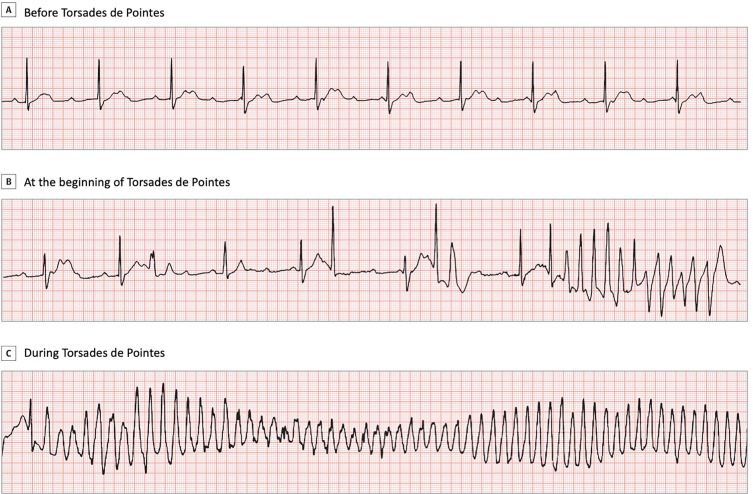 A Before Torsades de Pointes
B At the beginning of Torsades de Pointes
C During Torsades de Pointes